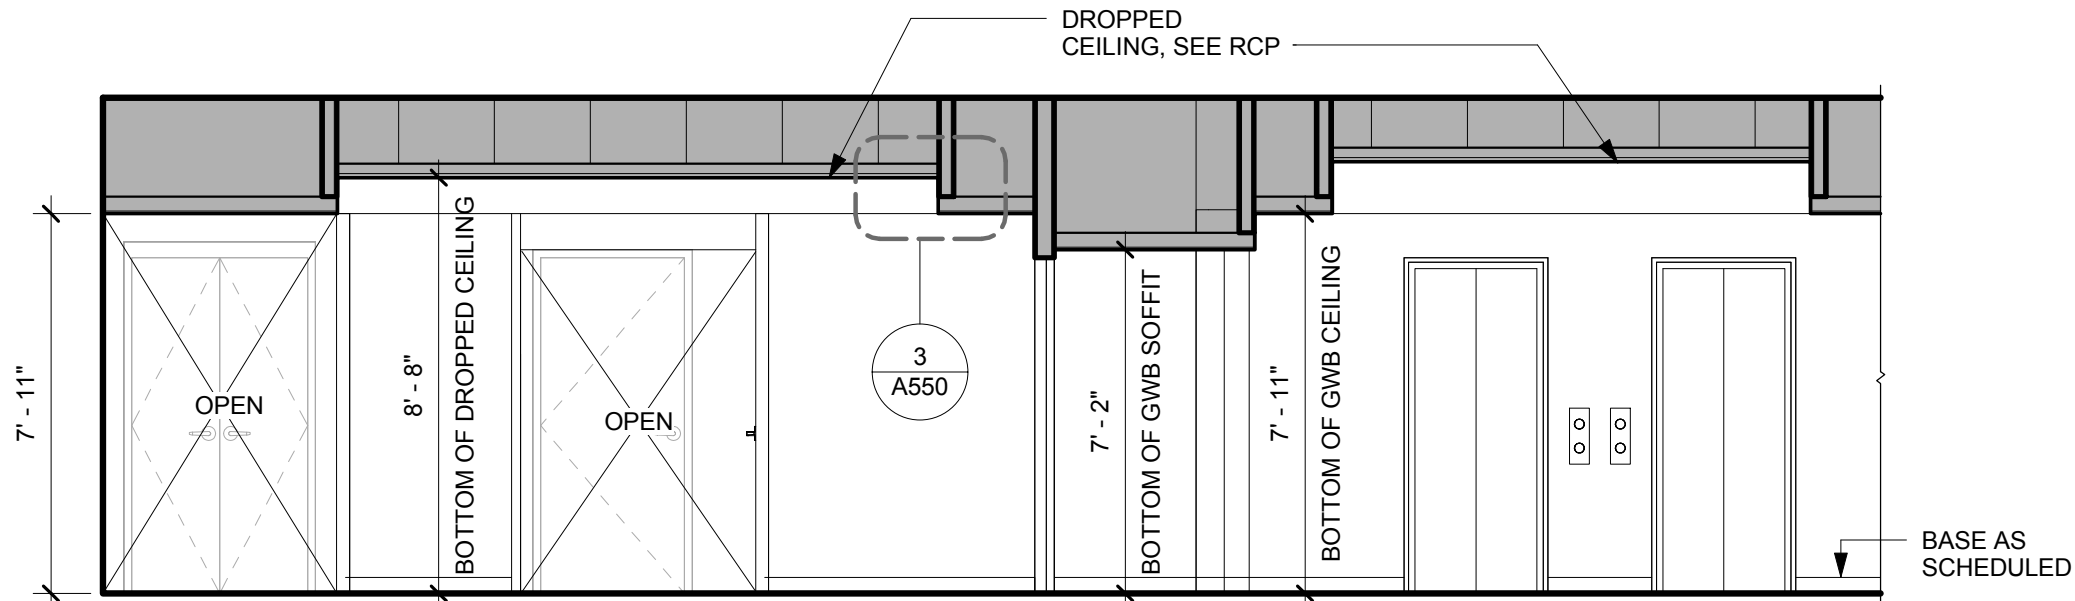 DROPPED
CEILING, SEE RCP
7' - 11"
OPEN
8' - 8"
BOTTOM OF DROPPED CEILING
OPEN
3
A550
7' - 2"
BOTTOM OF GWB SOFFIT
7' - 11"
BOTTOM OF GWB CEILING
BASE AS
SCHEDULED